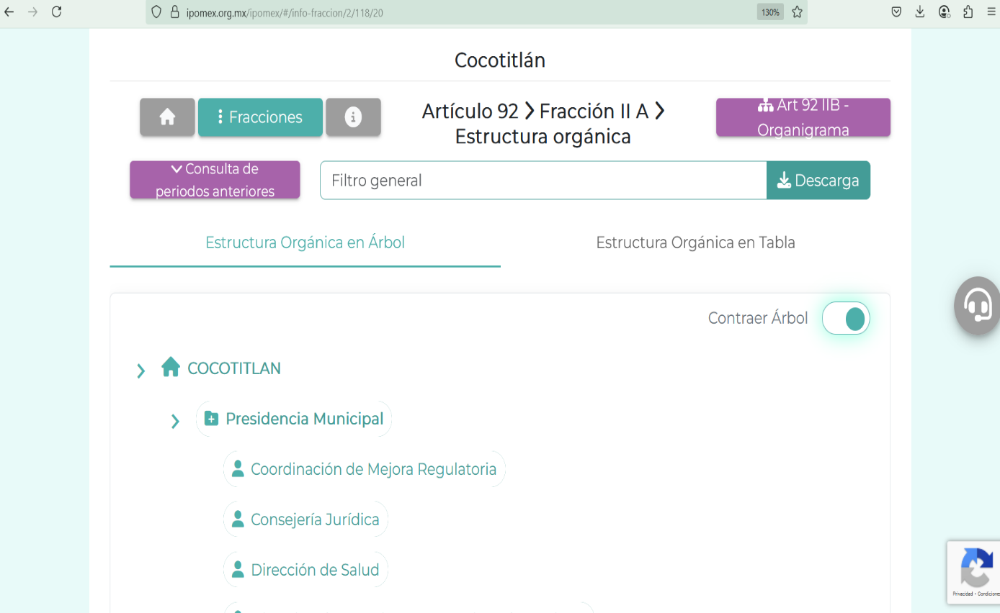 ipomex.org.mx/ipomex/#/info-fraccion/2/118/20
130%
Cocotitlán
Fracciones
Artículo 92 > Fracción II A >
Estructura orgánica
Art 92 IIB -
Organigrama
Consulta de
periodos anteriores
Filtro general
Descarga
Estructura Orgánica en Árbol
Estructura Orgánica en Tabla
Contraer Árbol
COCOTITLAN
Presidencia Municipal
Coordinación de Mejora Regulatoria
Consejería Jurídica
Dirección de Salud
Privacidad - Condiciones